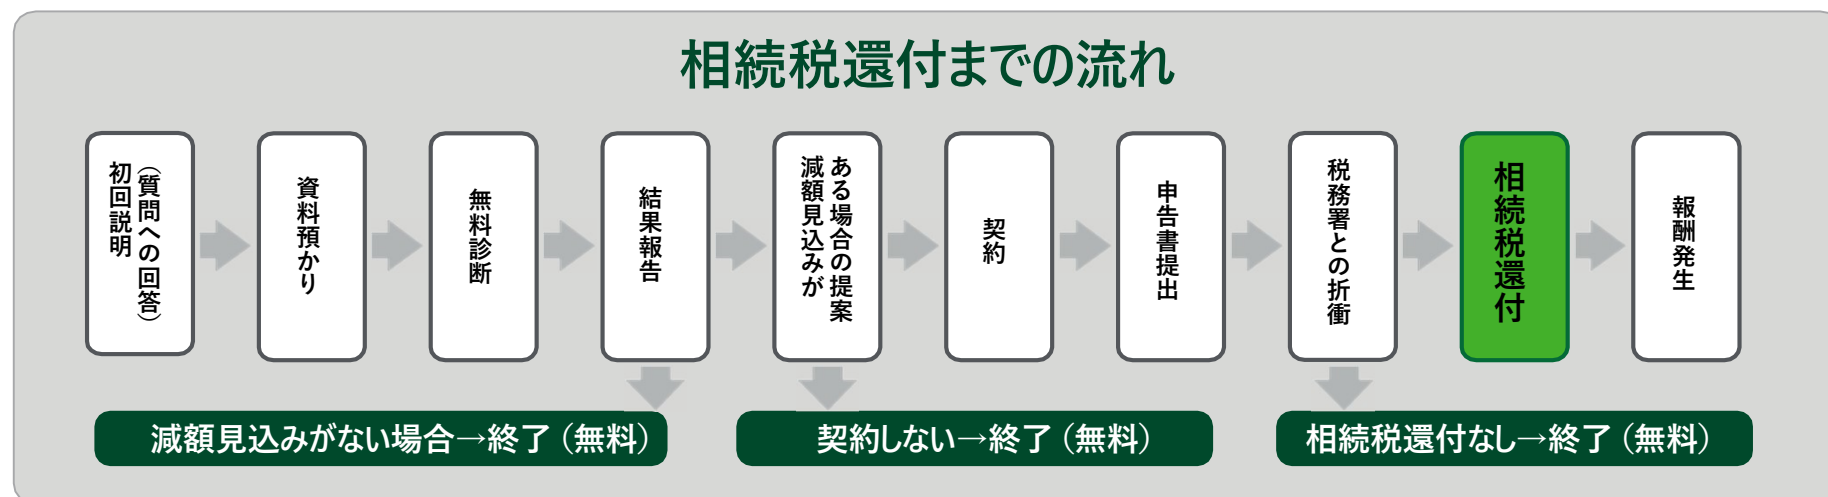 相続税還付までの流れ
初回説明
（質問への回答）
資料預かり
無料診断
結果報告
減額見込みが
ある場合の提案
契約
申告書提出
税務署との折衝
相続税還付
報酬発生
減額見込みがない場合→終了（無料）
契約しない→終了（無料）
相続税還付なし→終了（無料）